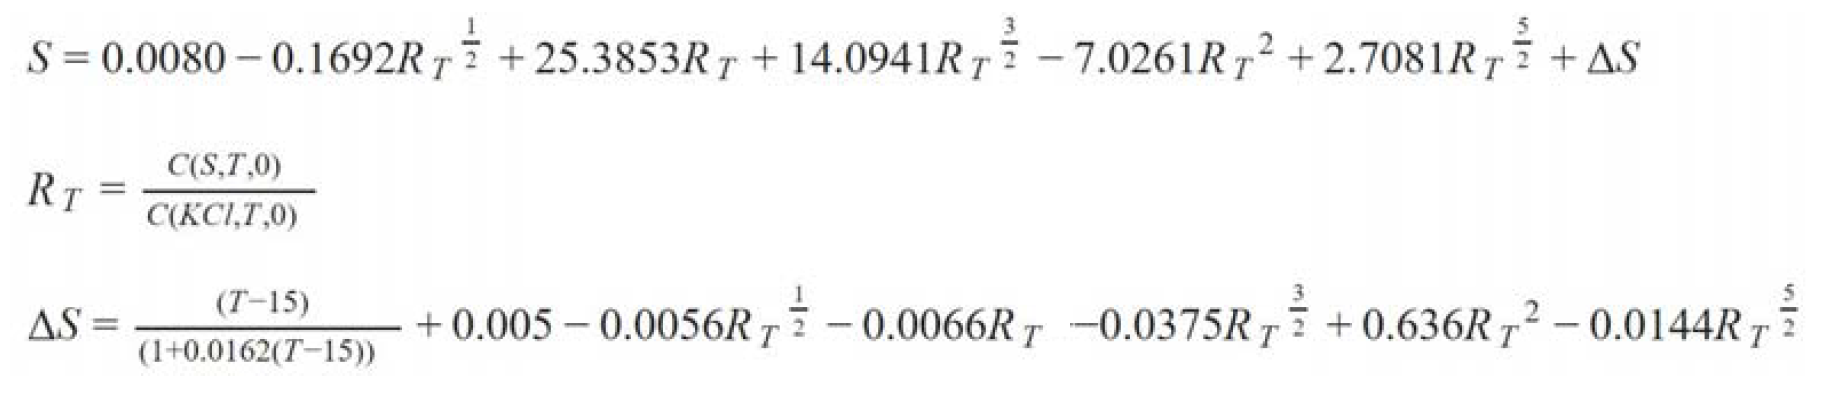 S = 0.0080 − 0.1692R_T^{1/2} + 25.3853R_T + 14.0941R_T^{3/2} − 7.0261R_T^2 + 2.7081R_T^{5/2} + ΔS
R_T = C(S,T,0) / C(KCl,T,0)
ΔS = (T−15) / (1+0.0162(T−15)) + 0.005 − 0.0056R_T^{1/2} − 0.0066R_T −0.0375R_T^{3/2} + 0.636R_T^2 − 0.0144R_T^{5/2}